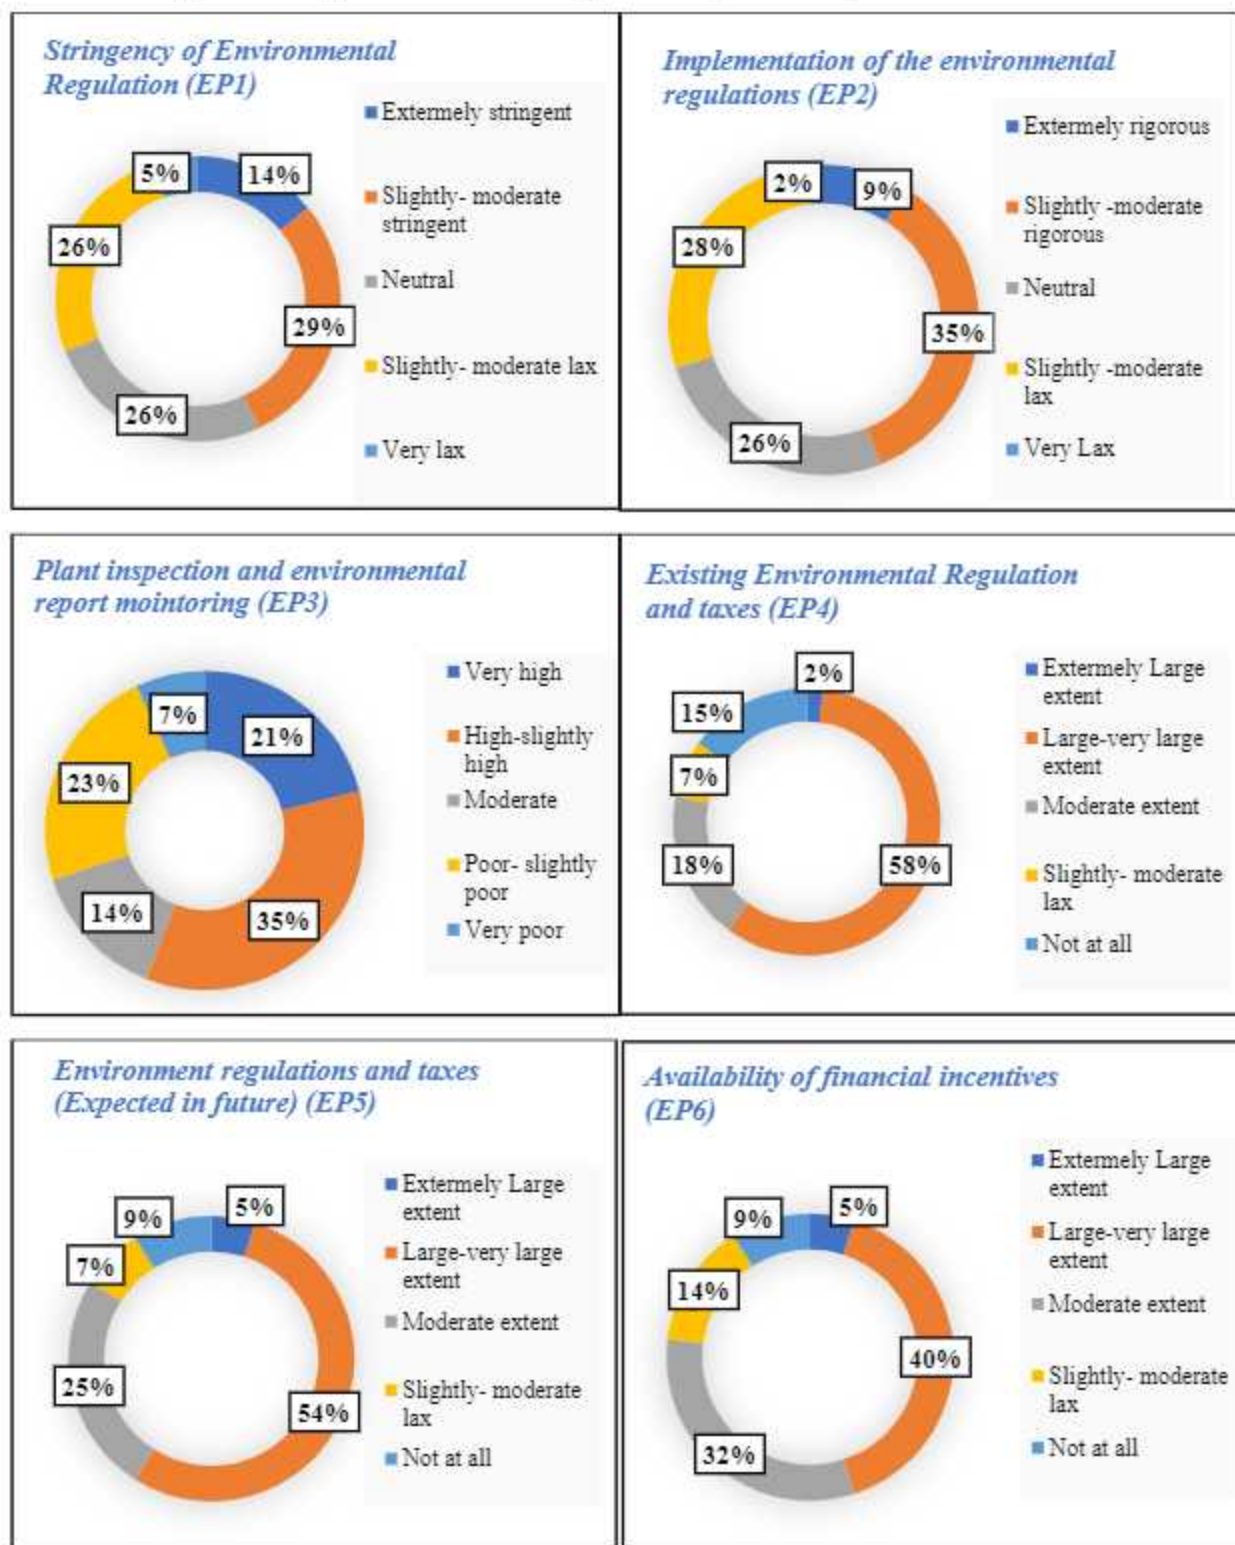 Stringency of Environmental
Regulation (EP1)
Extermely stringent
Slightly- moderate
stringent
Neutral
Slightly- moderate lax
Very lax
5%
14%
26%
29%
26%
Implementation of the environmental
regulations (EP2)
Extermely rigorous
Slightly -moderate
rigorous
Neutral
Slightly -moderate
lax
Very Lax
2%
9%
28%
35%
26%
Plant inspection and environmental
report mointoring (EP3)
Very high
High-slightly
high
Moderate
Poor- slightly
poor
Very poor
7%
21%
23%
14%
35%
Existing Environmental Regulation
and taxes (EP4)
Extermely Large
extent
Large-very large
extent
Moderate extent
Slightly- moderate
lax
Not at all
2%
15%
7%
18%
58%
Environment regulations and taxes
(Expected in future) (EP5)
Extermely Large
extent
Large-very large
extent
Moderate extent
Slightly- moderate
lax
Not at all
9%
5%
7%
25%
54%
Availability of financial incentives
(EP6)
Extermely Large
extent
Large-very large
extent
Moderate extent
Slightly- moderate
lax
Not at all
9%
5%
14%
40%
32%